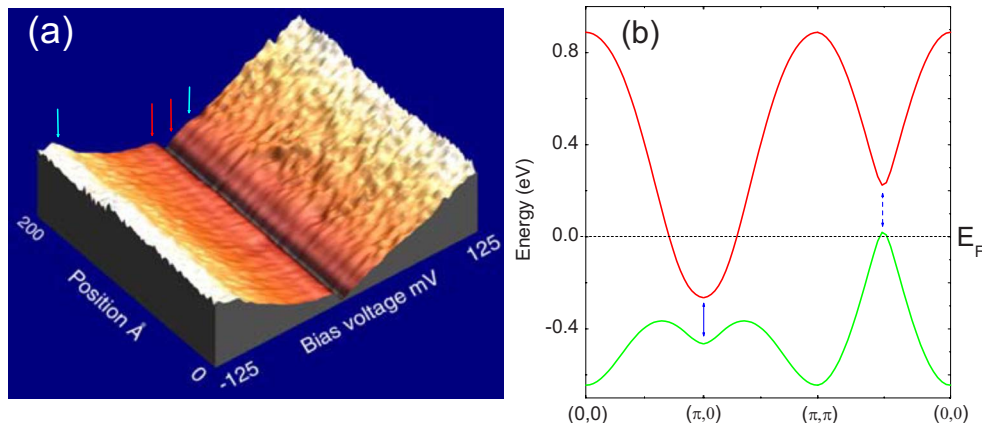 (a)
200
Position Å
0
-125
Bias voltage mV
125
(b)
Energy (eV)
0.8
0.4
0.0
-0.4
E_F
(0,0)
(π,0)
(π,π)
(0,0)